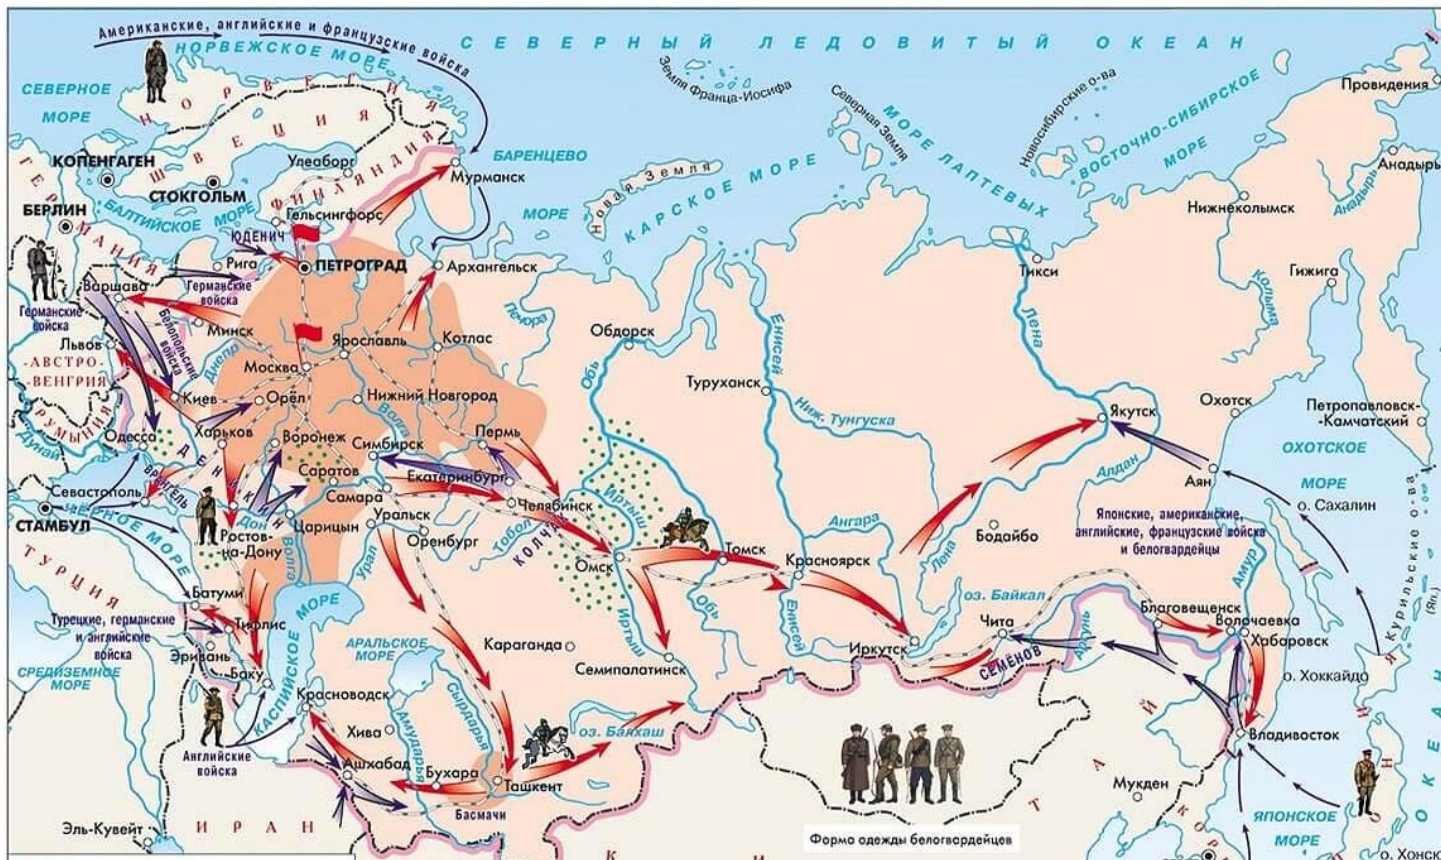 Американские, английские и французские войска
НОРВЕЖСКОЕ МОРЕ
СЕВЕРНЫЙ ЛЕДОВИТЫЙ ОКЕАН
СЕВЕРНОЕ
МОРЕ
НОРВЕГИЯ
ШВЕЦИЯ
ФИНЛЯНДИЯ
Земля Франца-Иосифа
Северная Земля
Новосибирские о-ва
МОРЕ ЛАПТЕВЫХ
ВОСТОЧНО-СИБИРСКОЕ
МОРЕ
Провидения
Анадырь
Анадырь
КОПЕНГАГЕН
СТОКГОЛЬМ
Улеаборг
БАРЕНЦЕВО
МОРЕ
Мурманск
Новая Земля
КАРСКОЕ МОРЕ
Нижнеколымск
БЕРЛИН
ГЕРМАНИЯ
БАЛТИЙСКОЕ МОРЕ
Гельсингфорс
ЮДЕНИЧ
Рига
ПЕТРОГРАД
Архангельск
Тикси
Гижига
Колыма
Варшава
Германские
войска
Германские
войска
Белопольские
войска
Минск
Печора
Обдорск
Обь
Енисей
Лена
Львов
АВСТРО-
ВЕНГРИЯ
РУМЫНИЯ
Днепр
Ярославль
Котлас
Москва
Туруханск
Ниж. Тунгуска
Киев
Орёл
Нижний Новгород
Волга
Якутск
Охотск
Петропавловск-
Камчатский
Дунай
Одесса
Харьков
Воронеж
Симбирск
Пермь
ОХОТСКОЕ
МОРЕ
ДЕНИКИН
ВРАНГЕЛЬ
Саратов
Екатеринбург
Алдан
Аян
Севастополь
Самара
Челябинск
Иртыш
о. Сахалин
СТАМБУЛ
ЧЁРНОЕ МОРЕ
Дон
Царицын
Уральск
Тобол
КОЛЧАК
Ангара
Бодайбо
Японские, американские,
английские, французские войска
и белогвардейцы
Курильские о-ва
(Яп.)
Ростов-
на-Дону
Волга
Оренбург
Урал
Омск
Томск
Красноярск
Лена
Амур
ТУРЦИЯ
Батуми
КАСПИЙСКОЕ МОРЕ
Обь
Енисей
оз. Байкал
Благовещенск
Волочаевка
Хабаровск
Турецкие, германские
и английские
войска
Тифлис
Эривань
АРАЛЬСКОЕ
МОРЕ
Караганда
Иртыш
Иркутск
Чита
Аргунь
СЕМЁНОВ
СРЕДИЗЕМНОЕ
МОРЕ
Баку
Семипалатинск
о. Хоккайдо
Красноводск
Сырдарья
Амударья
Хива
оз. Балхаш
Владивосток
Английские
войска
Ашхабад
Бухара
Ташкент
Басмачи
Мукден
ЯПОНСКОЕ
МОРЕ
Эль-Кувейт
ИРАН
Форма одежды белогвардейцев
о. Хонсю